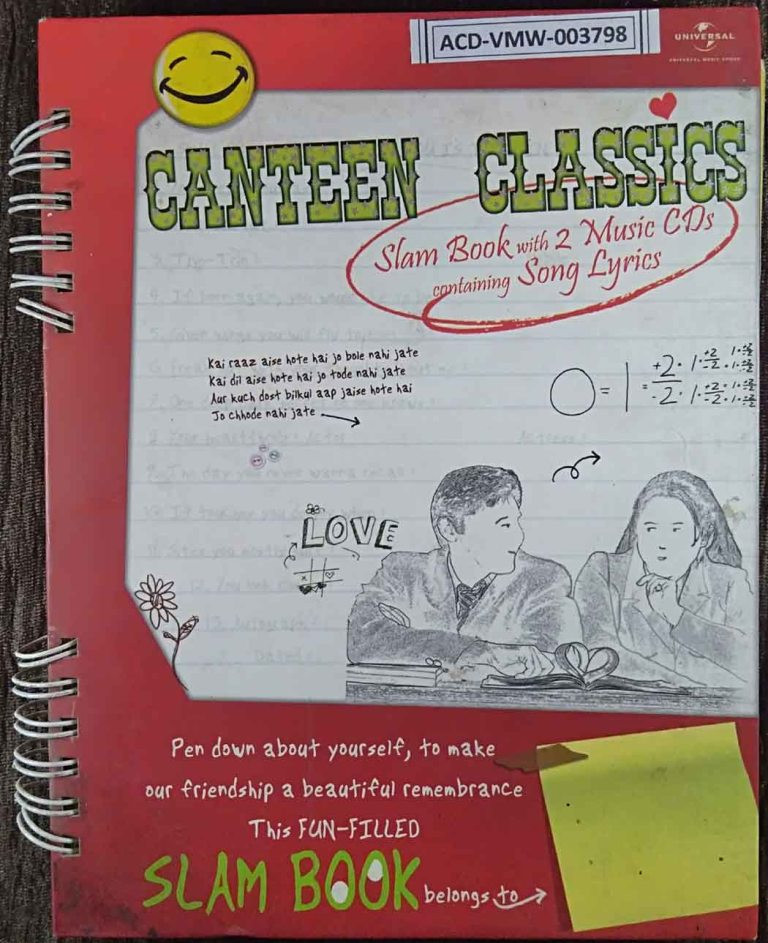 ACD-VMW-003798
UNIVERSAL
UNIVERSAL MUSIC GROUP
CANTEEN CLASSICS
Slam Book with 2 Music CDs
containing Song Lyrics
Kai raaz aise hote hai jo bole nahi jate
Kai dil aise hote hai jo tode nahi jate
Aur kuch dost bilkul aap jaise hote hai
Jo chhode nahi jate
LOVE
Pen down about yourself, to make
our friendship a beautiful remembrance
This FUN-FILLED
SLAM BOOK belongs to